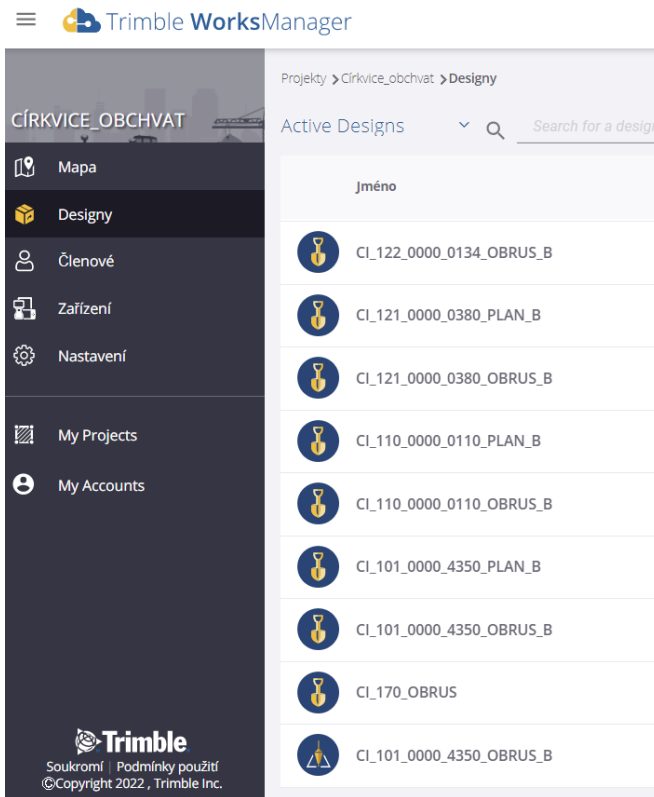 Trimble WorksManager
CÍRKVICE_OBCHVAT
Mapa
Designy
Členové
Zařízení
Nastavení
My Projects
My Accounts
Trimble
Soukromí | Podmínky použití
©Copyright 2022 , Trimble Inc.
Projekty > Církvice_obchvat > Designy
Active Designs
Search for a design
Jméno
CI_122_0000_0134_OBRUS_B
CI_121_0000_0380_PLAN_B
CI_121_0000_0380_OBRUS_B
CI_110_0000_0110_PLAN_B
CI_110_0000_0110_OBRUS_B
CI_101_0000_4350_PLAN_B
CI_101_0000_4350_OBRUS_B
CI_170_OBRUS
CI_101_0000_4350_OBRUS_B